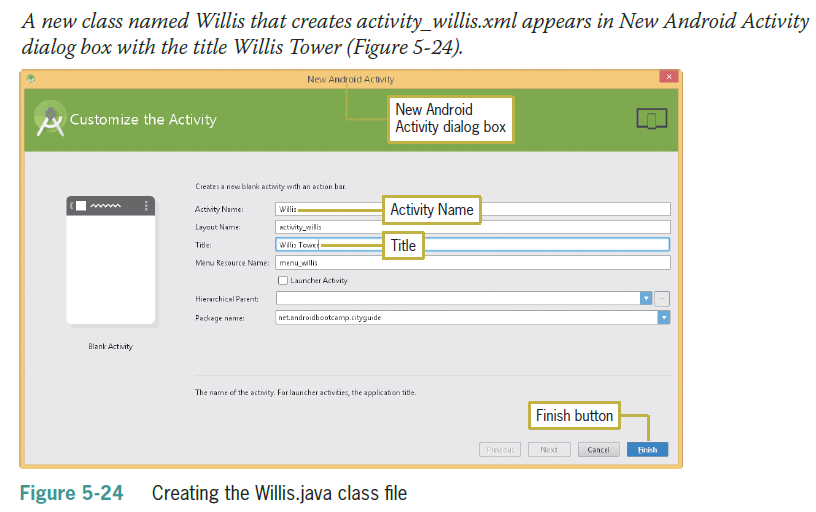 A new class named Willis that creates activity_willis.xml appears in New Android Activity
dialog box with the title Willis Tower (Figure 5-24).
New Android Activity
Customize the Activity
New Android
Activity dialog box
Creates a new blank activity with an action bar.
Activity Name: Willis
Activity Name
Layout Name: activity_willis
Title: Willis Tower
Title
Menu Resource Name: menu_willis
Launcher Activity
Hierarchical Parent:
...
Package name: net.androidbootcamp.cityguide
Blank Activity
The name of the activity. For launcher activities, the application title.
Finish button
Previous Next Cancel Finish
Figure 5-24 Creating the Willis.java class file